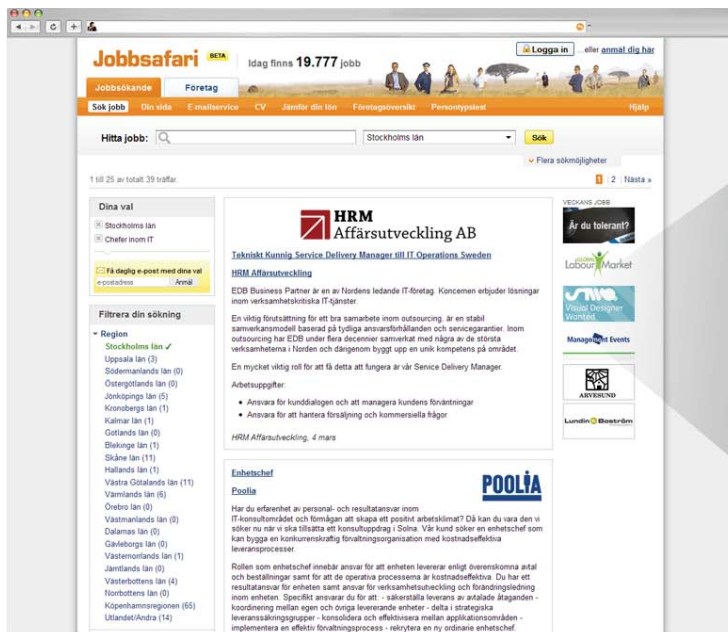 Jobbsafari BETA
Idag finns 19.777 jobb
Logga in ...eller anmäl dig här
Jobbsökande Företag
Sök jobb Din sida E-mailservice CV Jämför din lön Företagsöversikt Persontypstest Hjälp
Hitta jobb: Stockholms län Sök
Flera sökmöjligheter
1 till 25 av totalt 39 träffar.
1 2 Nästa »
Dina val
Stockholms län
Chefer inom IT
Få daglig e-post med dina val
e-postadress Anmäl
Filtrera din sökning
Region
Stockholms län ✓
Uppsala län (3)
Södermanlands län (0)
Östergötlands län (0)
Jönköpings län (5)
Kronobergs län (1)
Kalmar län (1)
Gotlands län (0)
Blekinge län (1)
Skåne län (11)
Hallands län (1)
Västra Götalands län (11)
Värmlands län (6)
Örebro län (0)
Västmanlands län (0)
Dalarnas län (0)
Gävleborgs län (0)
Västernorrlands län (1)
Jämtlands län (0)
Västerbottens län (4)
Norrbottens län (0)
Köpenhamnsregionen (65)
Utlandet/Andra (14)
HRM
Affärsutveckling AB
Tekniskt Kunnig Service Delivery Manager till IT Operations Sweden
HRM Affärsutveckling
EDB Business Partner är en av Nordens ledande IT-företag. Koncernen erbjuder lösningar
inom verksamhetskritiska IT-tjänster.
En viktig förutsättning för ett bra samarbete inom outsourcing, är en stabil
samverkansmodell baserad på tydliga ansvarsförhållanden och servicegarantier. Inom
outsourcing har EDB under flera decennier samverkat med några av de största
verksamheterna i Norden och därigenom byggt upp en unik kompetens på området.
En mycket viktig roll för att få detta att fungera är vår Service Delivery Manager.
Arbetsuppgifter:
• Ansvara för kunddialogen och att managera kundens förväntningar
• Ansvara för att hantera försäljning och kommersiella frågor
HRM Affärsutveckling, 4 mars
Enhetschef
Poolia
POOLIA
Har du erfarenhet av personal- och resultatansvar inom
IT-konsultområdet och förmågan att skapa ett positivt arbetsklimat? Då kan du vara den vi
söker nu när vi ska tillsätta ett konsultuppdrag i Solna. Vår kund söker en enhetschef som
kan bygga en konkurrenskraftig förvaltningsorganisation med kostnadseffektiva
leveransprocesser.
Rollen som enhetschef innebär ansvar för att enheten levererar enligt överenskomna avtal
och beställningar samt för att de operativa processerna är kostnadseffektiva. Du har ett
resultatansvar för enheten samt ansvar för verksamhetsutveckling och förändringsledning
inom enheten. Specifikt ansvarar du för att: - säkerställa leverans av avtalade åtaganden -
koordinering mellan egen och övriga levererande enheter - delta i strategiska
leveranssäkringsgrupper - konsolidera och effektivisera mellan applikationsområden -
implementera en effektiv förvaltningsprocess - rekrytera en ny ordinarie enhetschef.
VECKANS JOBB
Är du tolerant?
GLOBAL
Labour Market
Visual Designer
Wanted
Management Events
ARVESUND
Lundin Boström